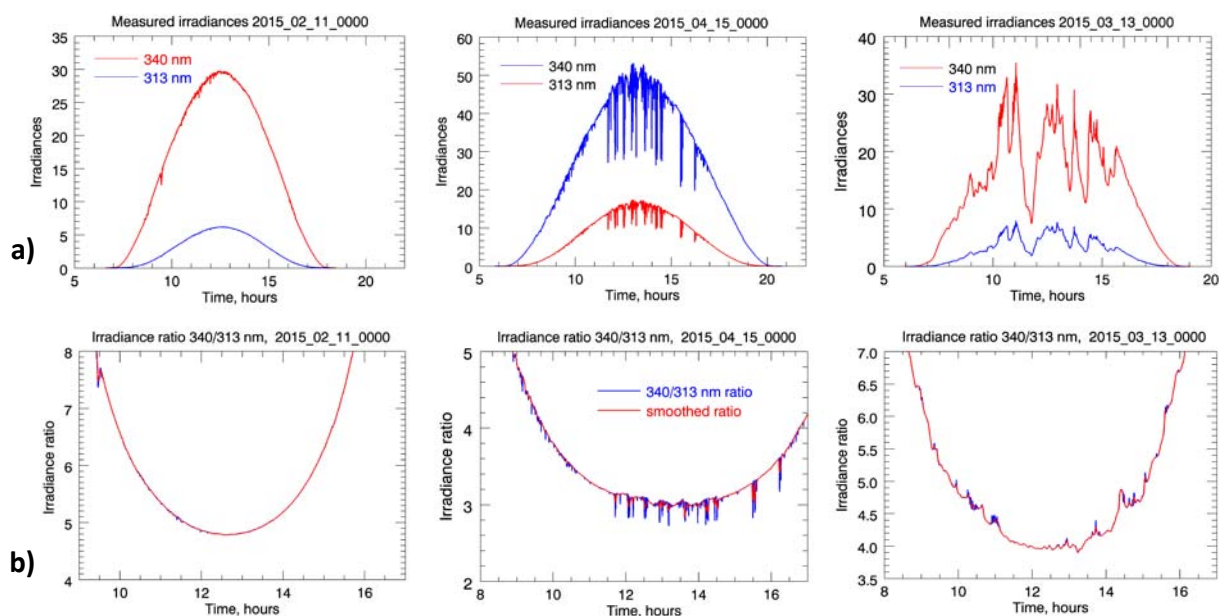 Measured irradiances 2015_02_11_0000
35
30
25
20
15
10
5
0
Irradiances
340 nm
313 nm
5 10 15 20
Time, hours
Measured irradiances 2015_04_15_0000
60
50
40
30
20
10
0
Irradiances
340 nm
313 nm
5 10 15 20
Time, hours
Measured irradiances 2015_03_13_0000
40
30
20
10
0
Irradiances
340 nm
313 nm
5 10 15 20
Time, hours
a)
Irradiance ratio 340/313 nm, 2015_02_11_0000
8
7
6
5
4
Irradiance ratio
10 12 14 16
Time, hours
Irradiance ratio 340/313 nm, 2015_04_15_0000
5
4
3
2
Irradiance ratio
340/313 nm ratio
smoothed ratio
8 10 12 14 16
Time, hours
Irradiance ratio 340/313 nm, 2015_03_13_0000
7.0
6.5
6.0
5.5
5.0
4.5
4.0
3.5
Irradiance ratio
8 10 12 14 16
Time, hours
b)